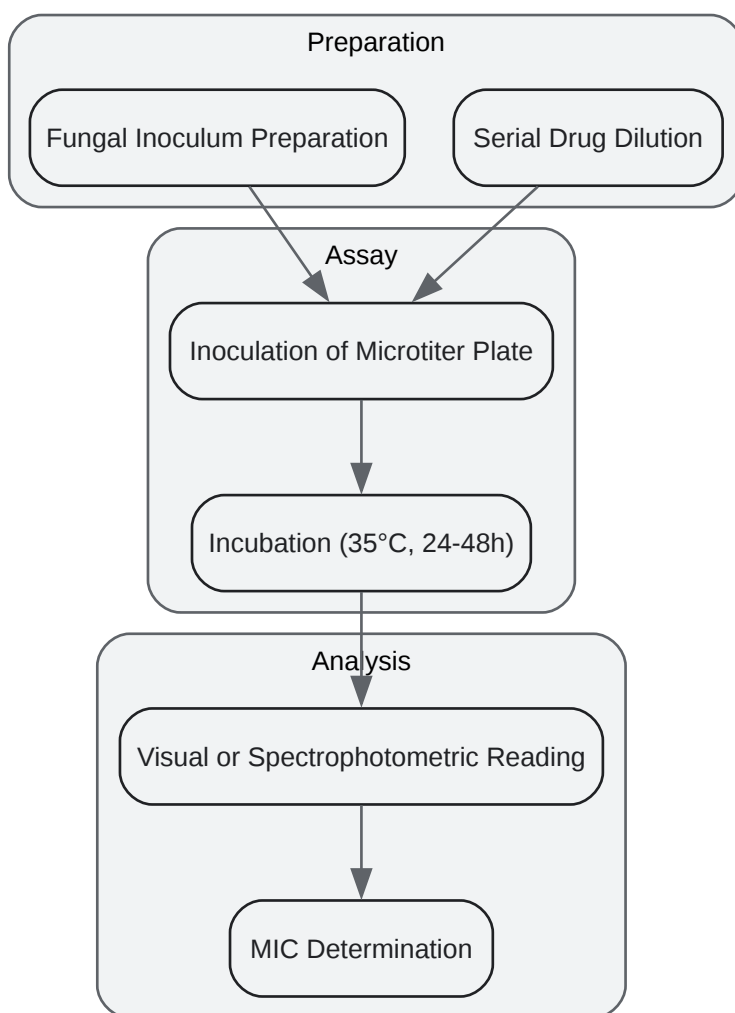 Preparation
Fungal Inoculum Preparation
Serial Drug Dilution
Assay
Inoculation of Microtiter Plate
Incubation (35°C, 24-48h)
Analysis
Visual or Spectrophotometric Reading
MIC Determination